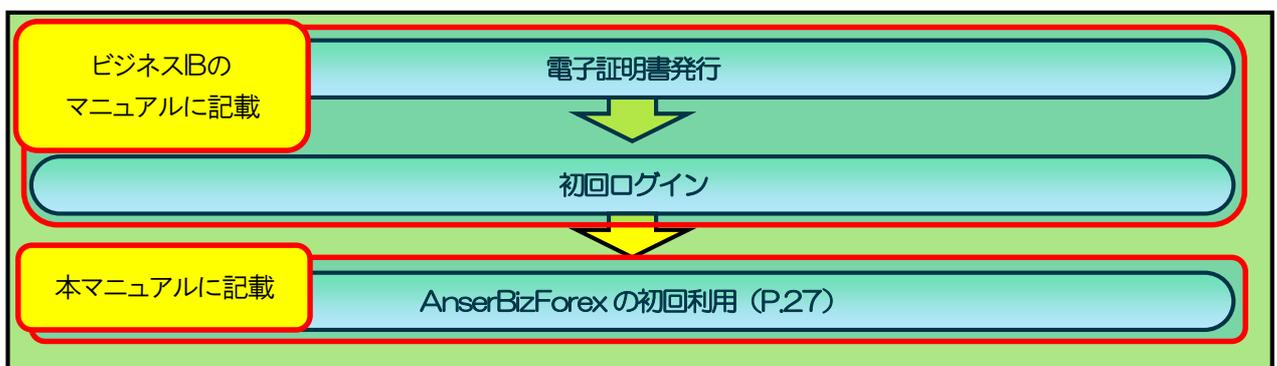 ビジネスIBの
マニュアルに記載
電子証明書発行
初回ログイン
本マニュアルに記載
AnserBizForex の初回利用（P.27）